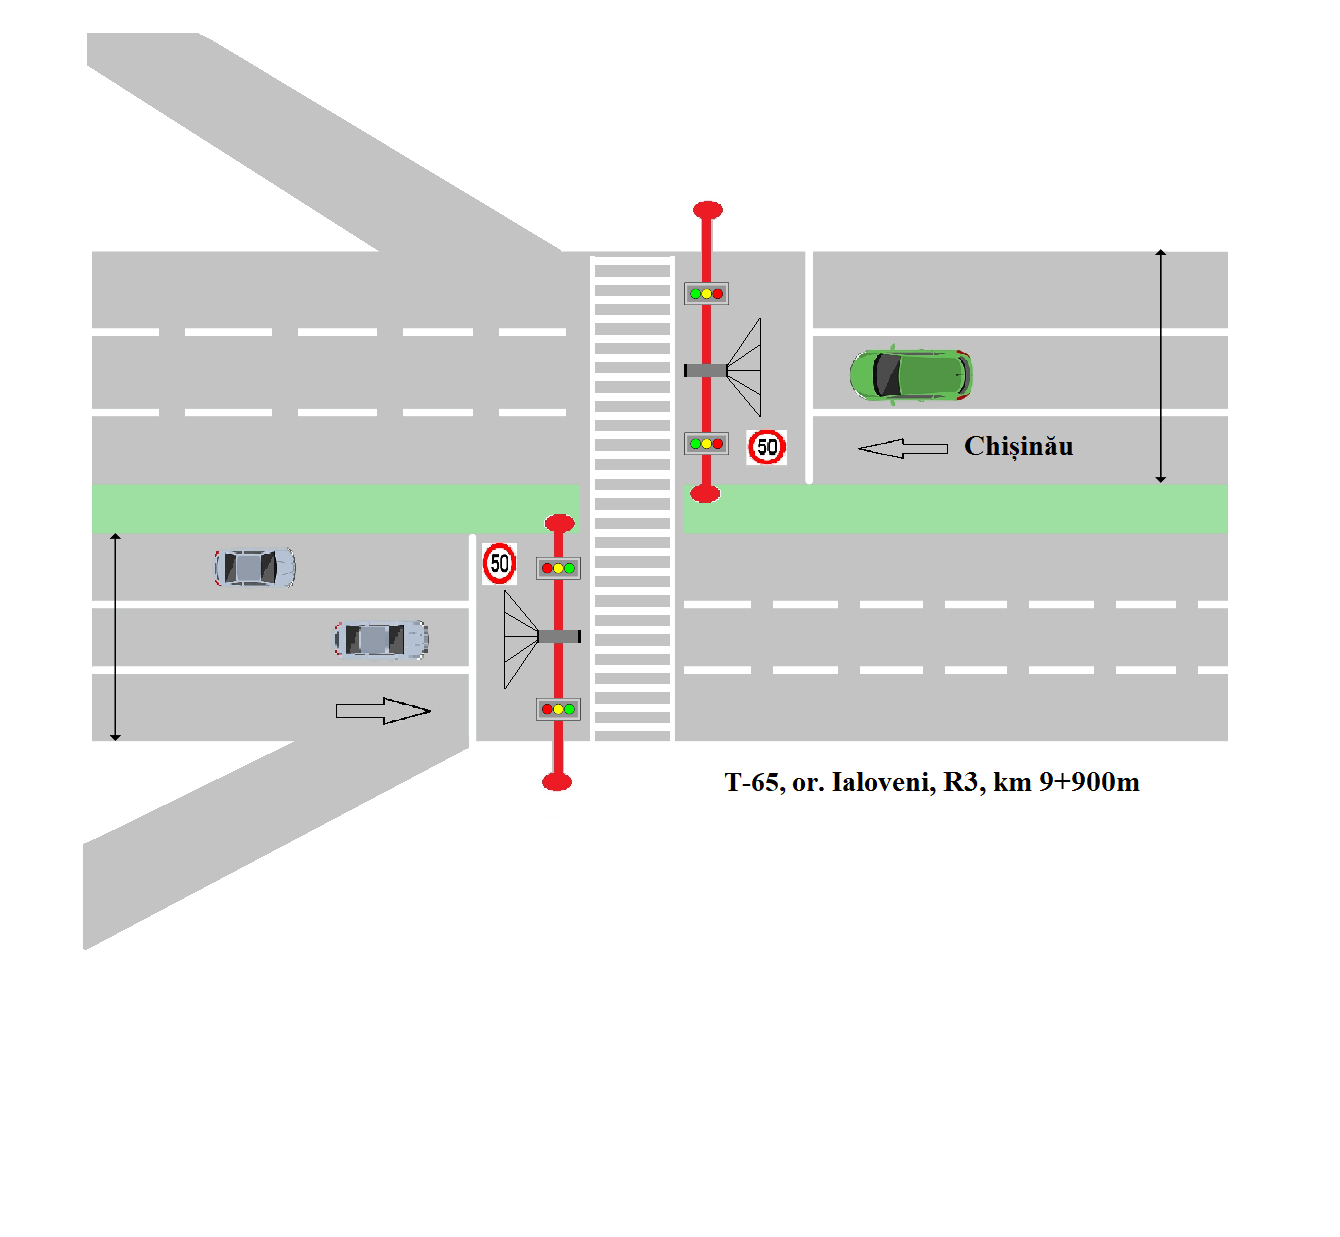 50
Chișinău
50
T-65, or. Ialoveni, R3, km 9+900m